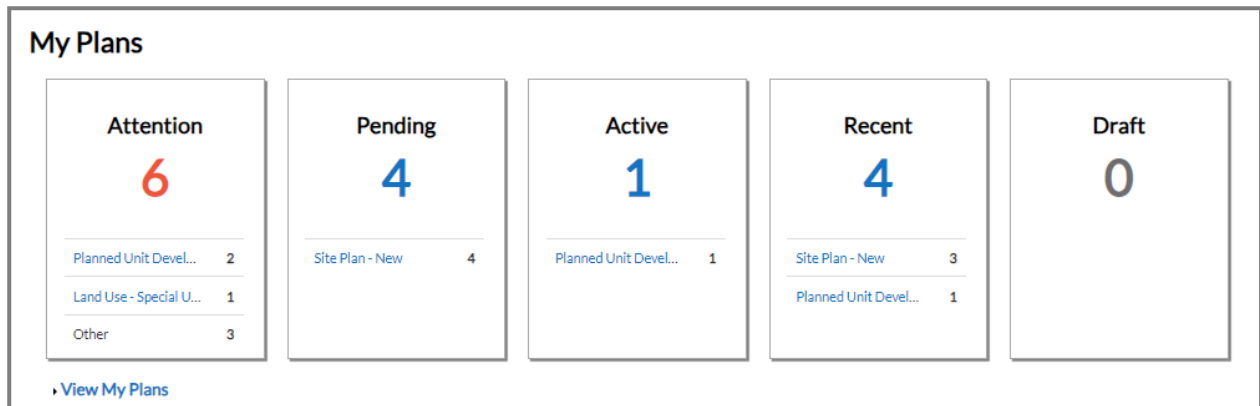 My Plans
Attention
6
Planned Unit Devel... 2
Land Use - Special U... 1
Other 3
Pending
4
Site Plan - New 4
Active
1
Planned Unit Devel... 1
Recent
4
Site Plan - New 3
Planned Unit Devel... 1
Draft
0
View My Plans